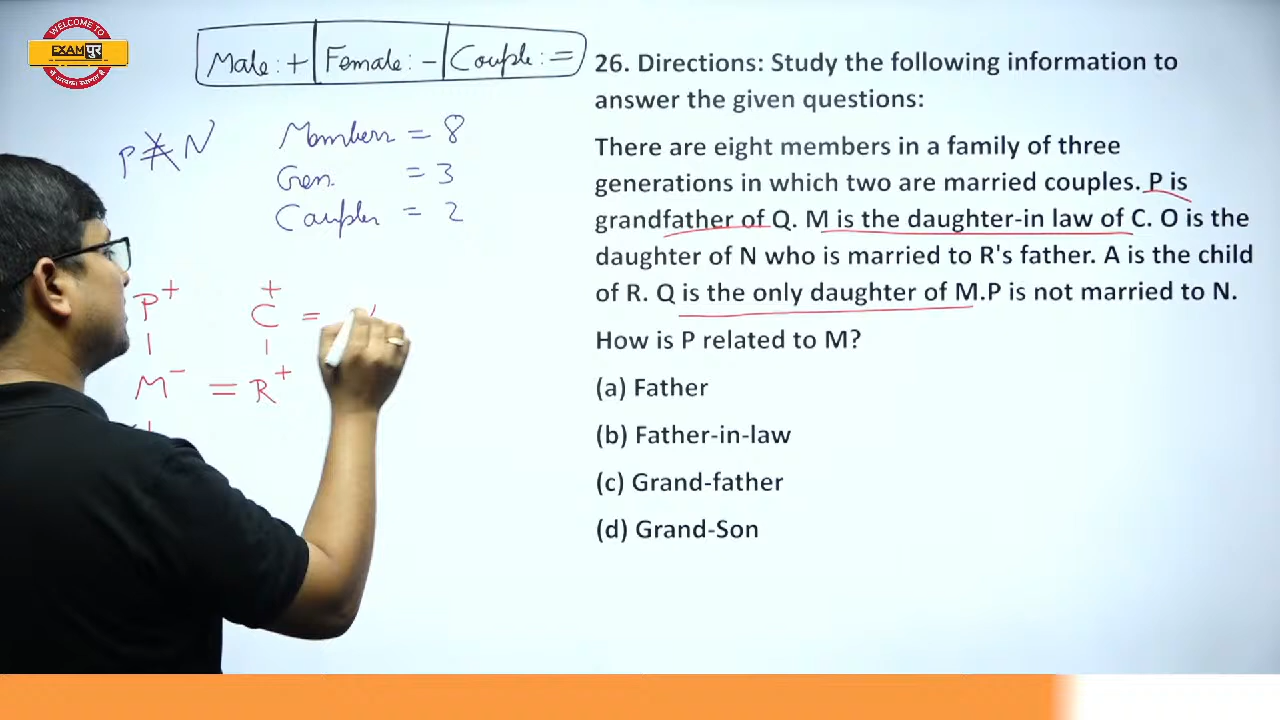 WELCOME TO
EXAMपुर
Male : + Female : - Couple : =
P = N
Members = 8
Gen. = 3
Couples = 2
P+ C+ =
M- = R+
26. Directions: Study the following information to
answer the given questions:
There are eight members in a family of three
generations in which two are married couples. P is
grandfather of Q. M is the daughter-in law of C. O is the
daughter of N who is married to R's father. A is the child
of R. Q is the only daughter of M.P is not married to N.
How is P related to M?
(a) Father
(b) Father-in-law
(c) Grand-father
(d) Grand-Son